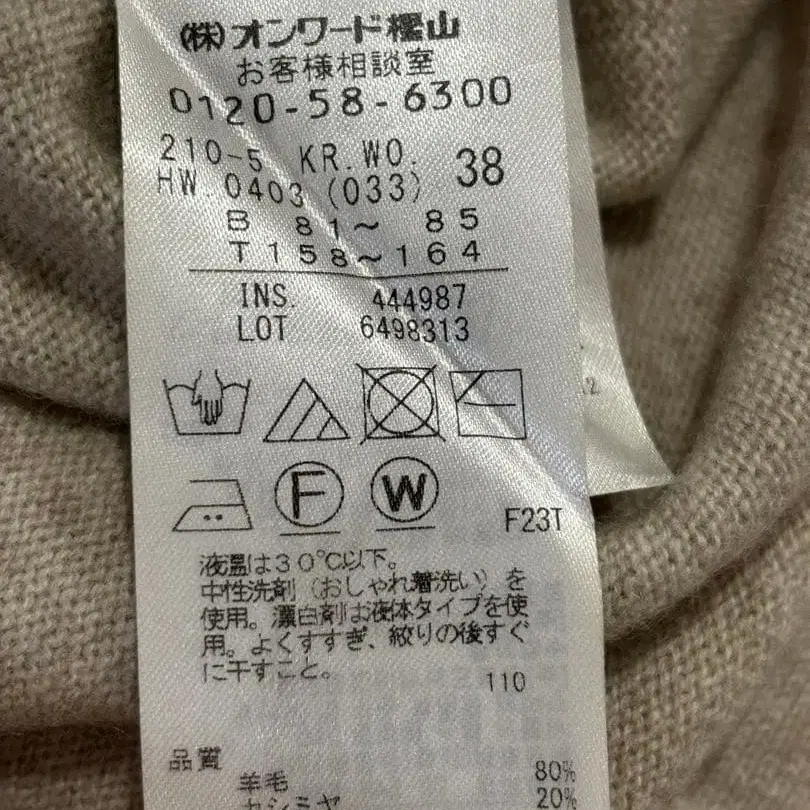 ㈱オンワード樫山
お客様相談室
0120-58-6300
210-5 KR.WO.
HW.0403 (033) 38
B 81～ 85
T158～164
INS. 444987
LOT 6498313
F W
F23T
液温は30℃以下。
中性洗剤（おしゃれ着洗い）を
使用。漂白剤は液体タイプを使
用。よくすすぎ、絞りの後すぐ
に干すこと。
110
品質
羊毛 80%
カシミヤ 20%